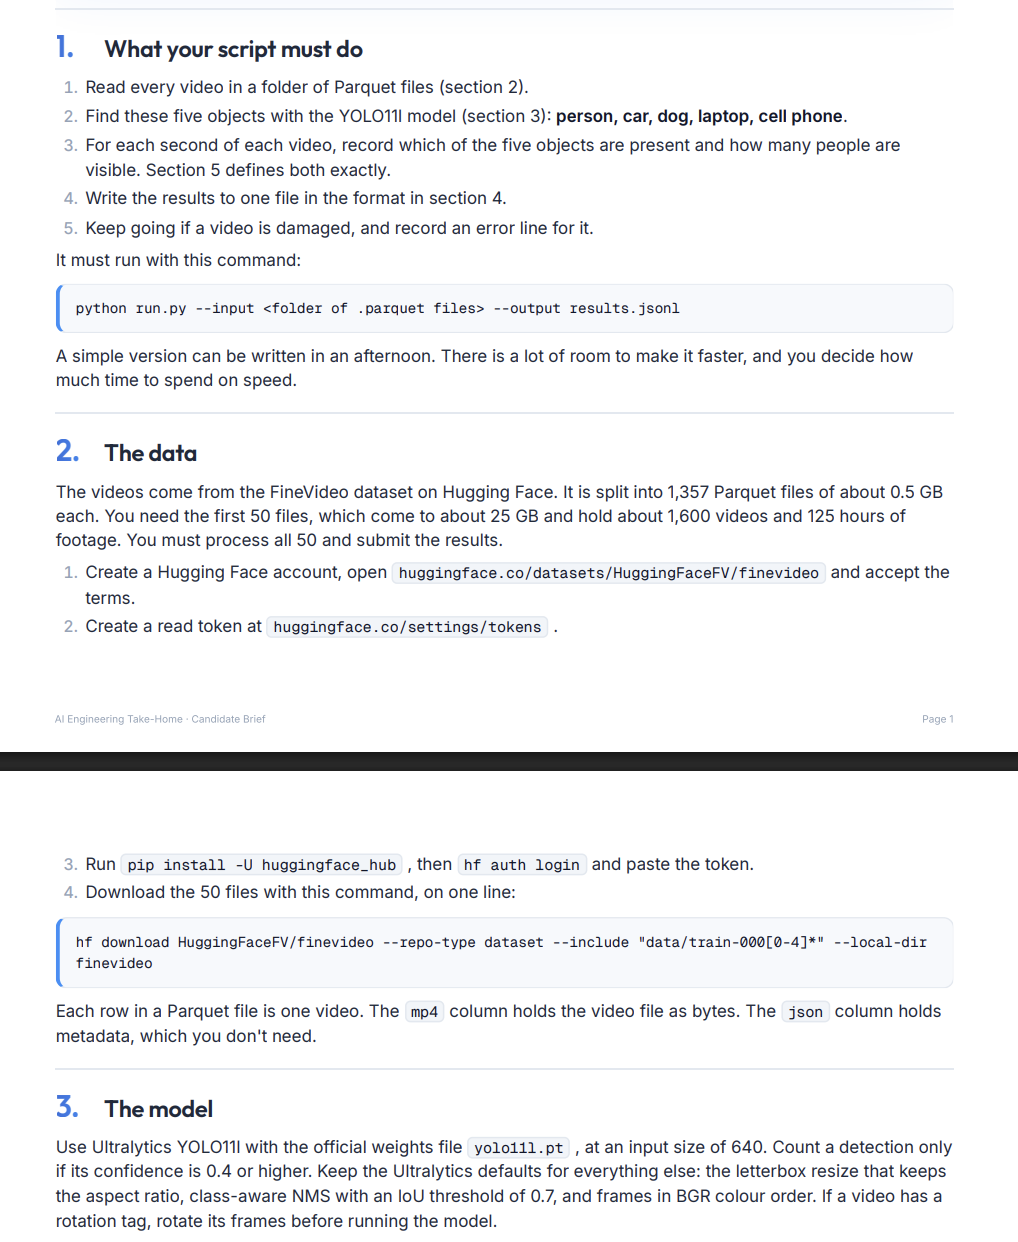 1. What your script must do
1. Read every video in a folder of Parquet files (section 2).
2. Find these five objects with the YOLO11l model (section 3): person, car, dog, laptop, cell phone.
3. For each second of each video, record which of the five objects are present and how many people are
visible. Section 5 defines both exactly.
4. Write the results to one file in the format in section 4.
5. Keep going if a video is damaged, and record an error line for it.
It must run with this command:
python run.py --input <folder of .parquet files> --output results.jsonl
A simple version can be written in an afternoon. There is a lot of room to make it faster, and you decide how
much time to spend on speed.
2. The data
The videos come from the FineVideo dataset on Hugging Face. It is split into 1,357 Parquet files of about 0.5 GB
each. You need the first 50 files, which come to about 25 GB and hold about 1,600 videos and 125 hours of
footage. You must process all 50 and submit the results.
1. Create a Hugging Face account, open huggingface.co/datasets/HuggingFaceFV/finevideo and accept the
terms.
2. Create a read token at huggingface.co/settings/tokens .
AI Engineering Take-Home · Candidate Brief
Page 1
3. Run pip install -U huggingface_hub , then hf auth login and paste the token.
4. Download the 50 files with this command, on one line:
hf download HuggingFaceFV/finevideo --repo-type dataset --include "data/train-000[0-4]*" --local-dir
finevideo
Each row in a Parquet file is one video. The mp4 column holds the video file as bytes. The json column holds
metadata, which you don't need.
3. The model
Use Ultralytics YOLO11l with the official weights file yolo11l.pt , at an input size of 640. Count a detection only
if its confidence is 0.4 or higher. Keep the Ultralytics defaults for everything else: the letterbox resize that keeps
the aspect ratio, class-aware NMS with an IoU threshold of 0.7, and frames in BGR colour order. If a video has a
rotation tag, rotate its frames before running the model.